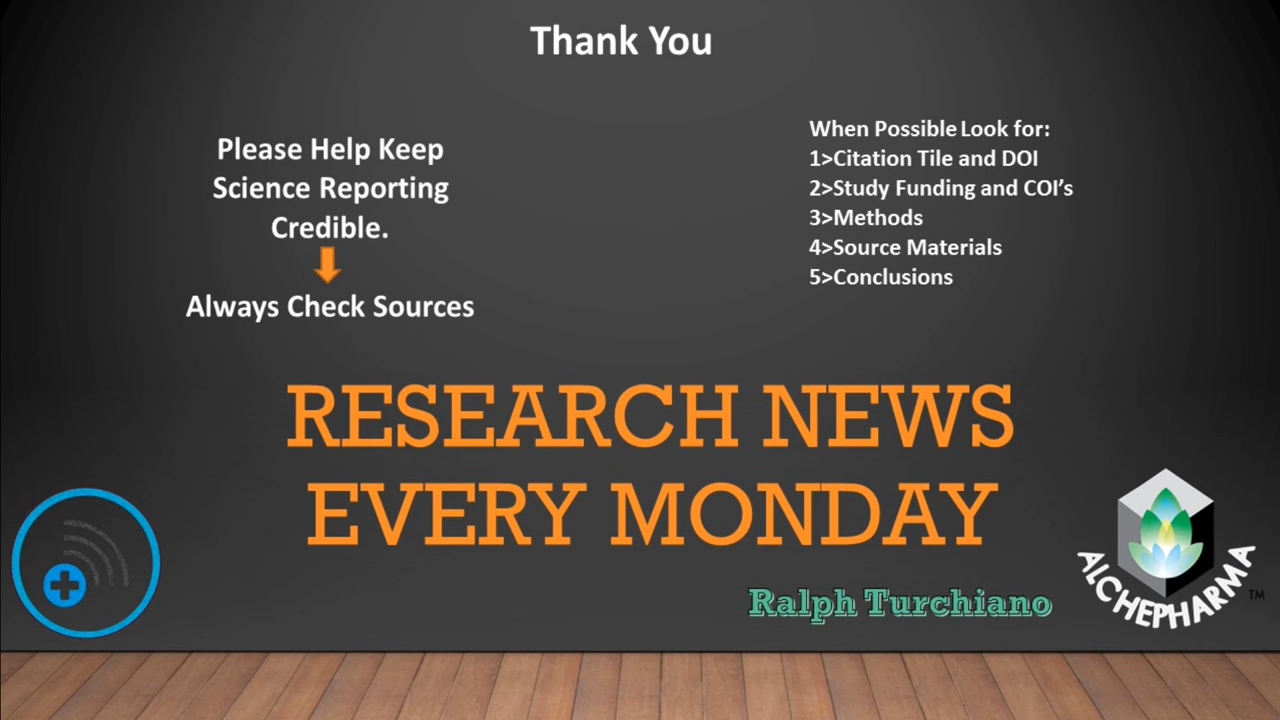 Thank You
Please Help Keep
Science Reporting
Credible.
Always Check Sources
When Possible Look for:
1>Citation Tile and DOI
2>Study Funding and COI's
3>Methods
4>Source Materials
5>Conclusions
RESEARCH NEWS
EVERY MONDAY
Ralph Turchiano
ALCHEPHARMA TM